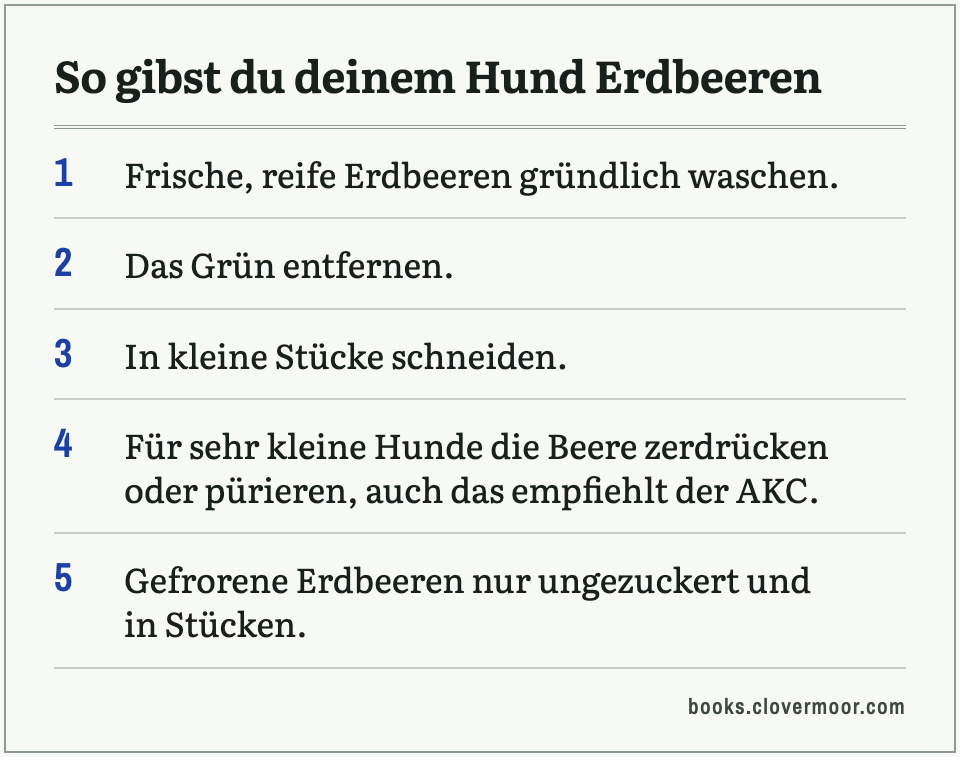 So gibst du deinem Hund Erdbeeren
1 Frische, reife Erdbeeren gründlich waschen.
2 Das Grün entfernen.
3 In kleine Stücke schneiden.
4 Für sehr kleine Hunde die Beere zerdrücken
oder pürieren, auch das empfiehlt der AKC.
5 Gefrorene Erdbeeren nur ungezuckert und
in Stücken.
books.clovermoor.com